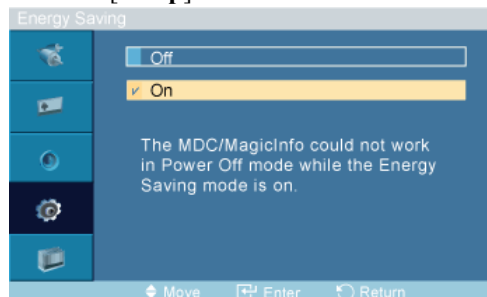 Energy Saving
Off
On
The MDC/MagicInfo could not work
in Power Off mode while the Energy
Saving mode is on.
Move Enter Return